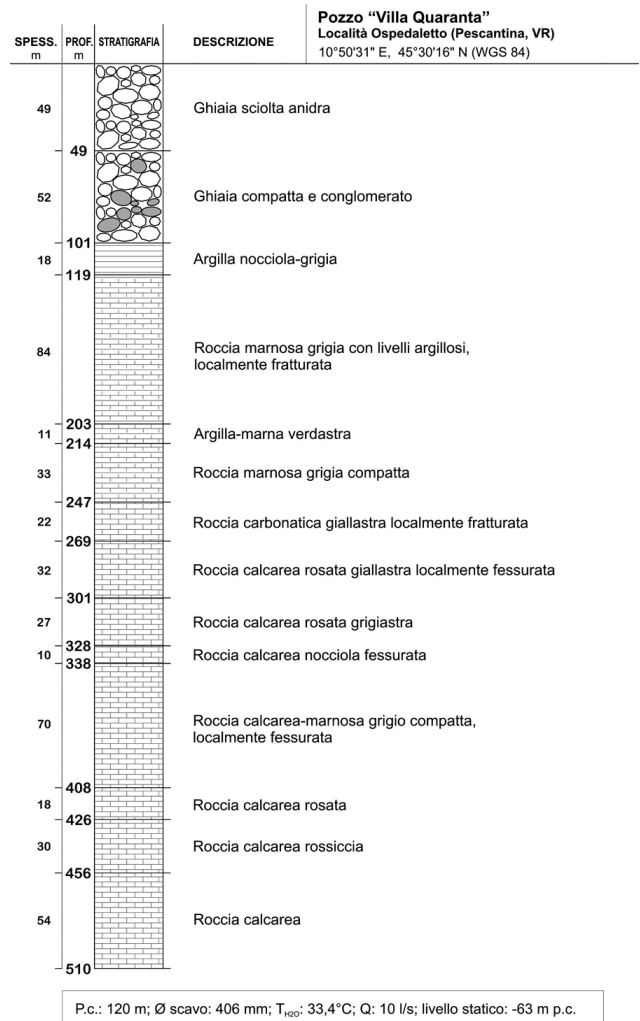 Pozzo “Villa Quaranta”
Località Ospedaletto (Pescantina, VR)
10°50'31" E, 45°30'16" N (WGS 84)
SPESS. PROF. STRATIGRAFIA DESCRIZIONE
m m
49 Ghiaia sciolta anidra
49
52 Ghiaia compatta e conglomerato
101
18 Argilla nocciola-grigia
119
84 Roccia marnosa grigia con livelli argillosi,
localmente fratturata
203
11 Argilla-marna verdastra
214
33 Roccia marnosa grigia compatta
247
22 Roccia carbonatica giallastra localmente fratturata
269
32 Roccia calcarea rosata giallastra localmente fessurata
301
27 Roccia calcarea rosata grigiastra
328
10 Roccia calcarea nocciola fessurata
338
70 Roccia calcarea-marnosa grigio compatta,
localmente fessurata
408
18 Roccia calcarea rosata
426
30 Roccia calcarea rossiccia
456
54 Roccia calcarea
510
P.c.: 120 m; Ø scavo: 406 mm; T_H2O: 33,4°C; Q: 10 l/s; livello statico: -63 m p.c.